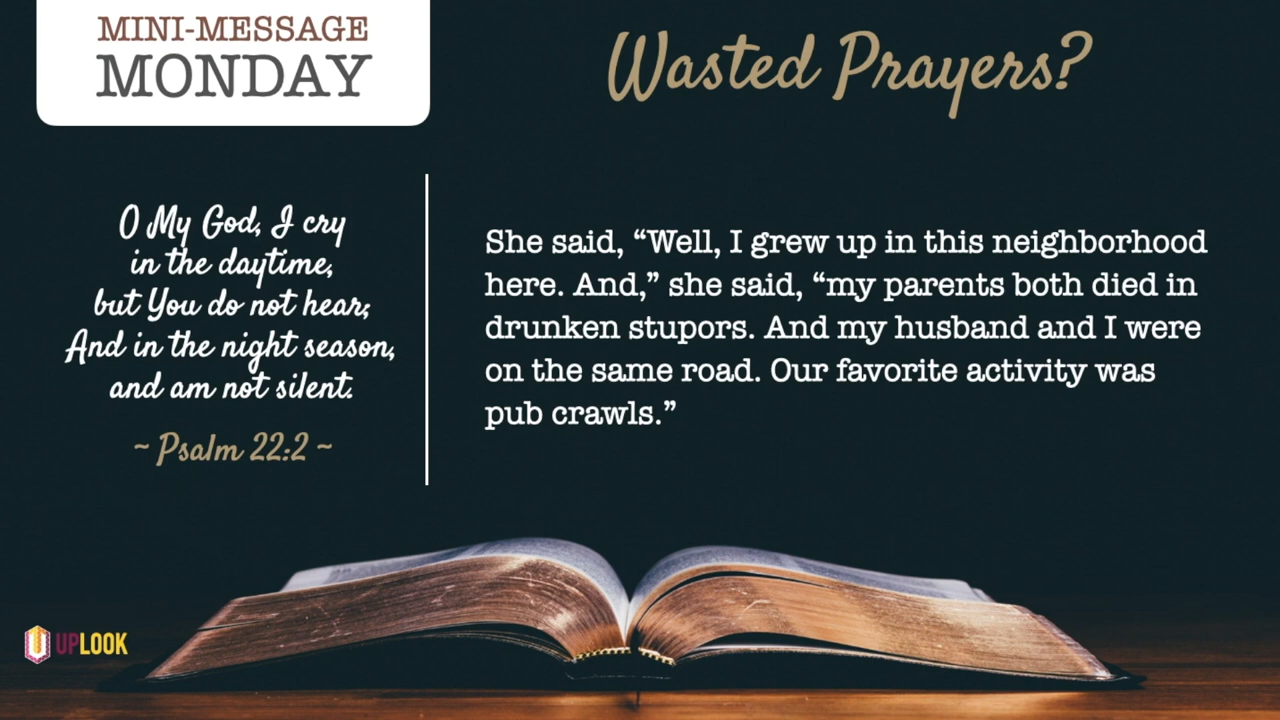 MINI-MESSAGE
MONDAY
Wasted Prayers?
O My God, I cry
in the daytime,
but You do not hear;
And in the night season,
and am not silent.
~ Psalm 22:2 ~
She said, “Well, I grew up in this neighborhood
here. And,” she said, “my parents both died in
drunken stupors. And my husband and I were
on the same road. Our favorite activity was
pub crawls.”
UPLOOK